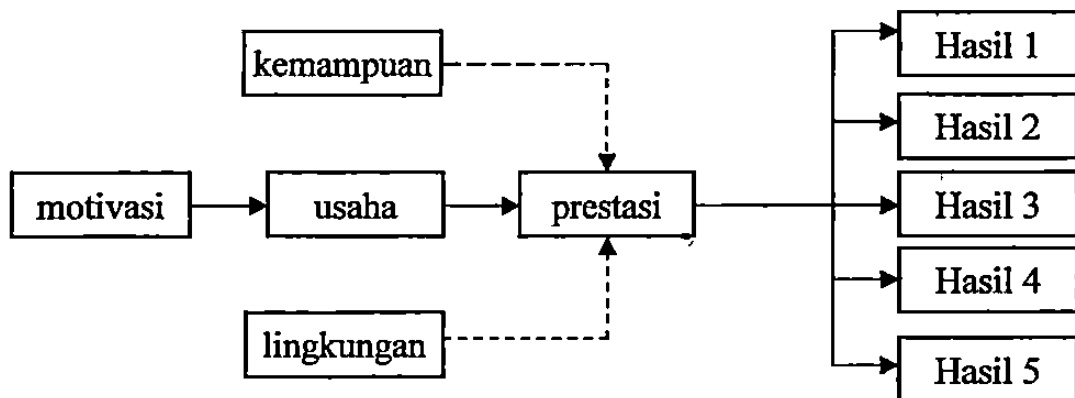 kemampuan
motivasi
usaha
prestasi
lingkungan
Hasil 1
Hasil 2
Hasil 3
Hasil 4
Hasil 5